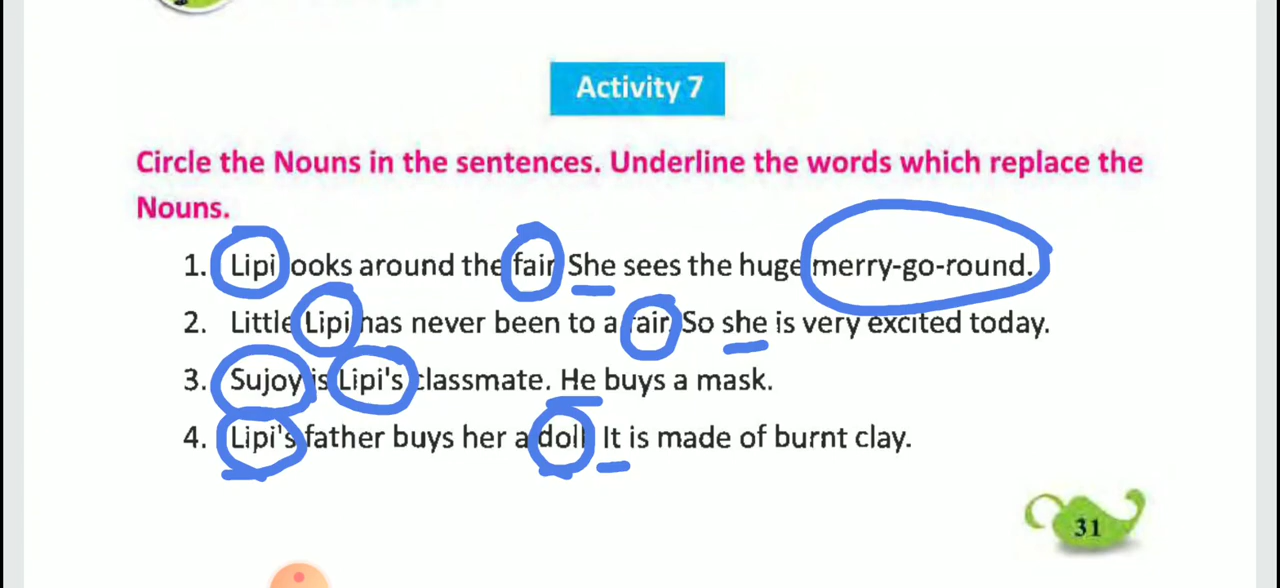 Activity 7
Circle the Nouns in the sentences. Underline the words which replace the
Nouns.
1. Lipi looks around the fair. She sees the huge merry-go-round.
2. Little Lipi has never been to a fair. So she is very excited today.
3. Sujoy is Lipi's classmate. He buys a mask.
4. Lipi's father buys her a doll. It is made of burnt clay.
31